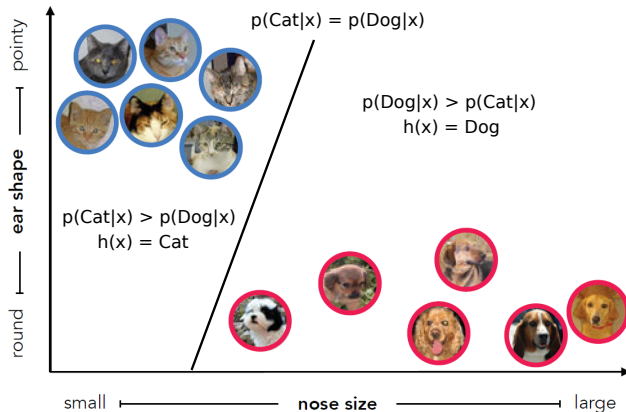 p(Cat|x) = p(Dog|x)
pointy
ear shape
round
p(Dog|x) > p(Cat|x)
h(x) = Dog
p(Cat|x) > p(Dog|x)
h(x) = Cat
small
nose size
large